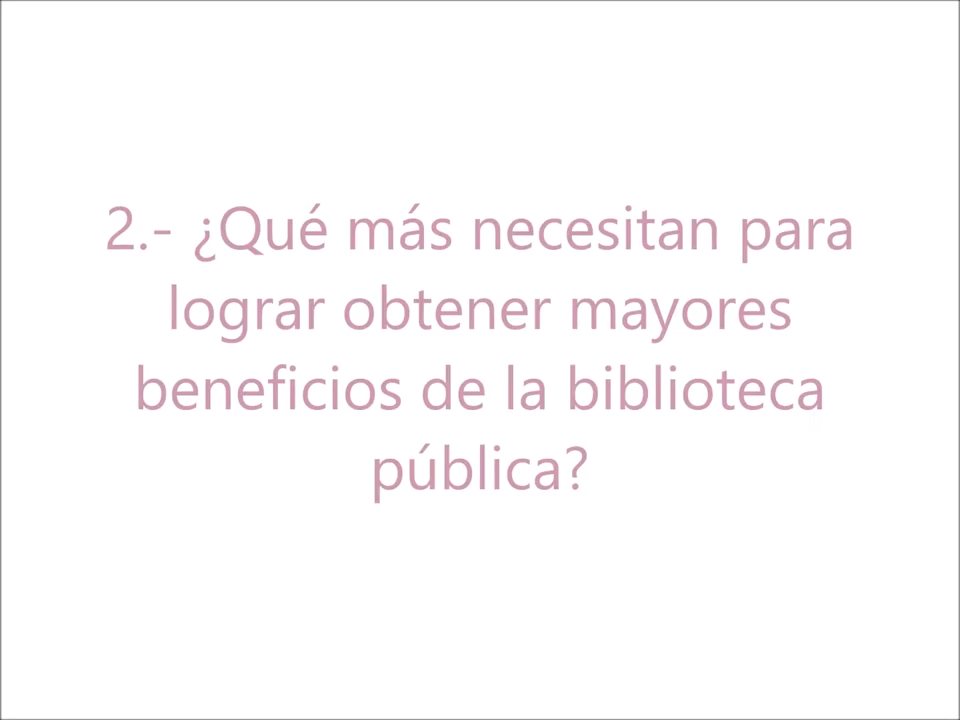 2.- ¿Qué más necesitan para
lograr obtener mayores
beneficios de la biblioteca
pública?